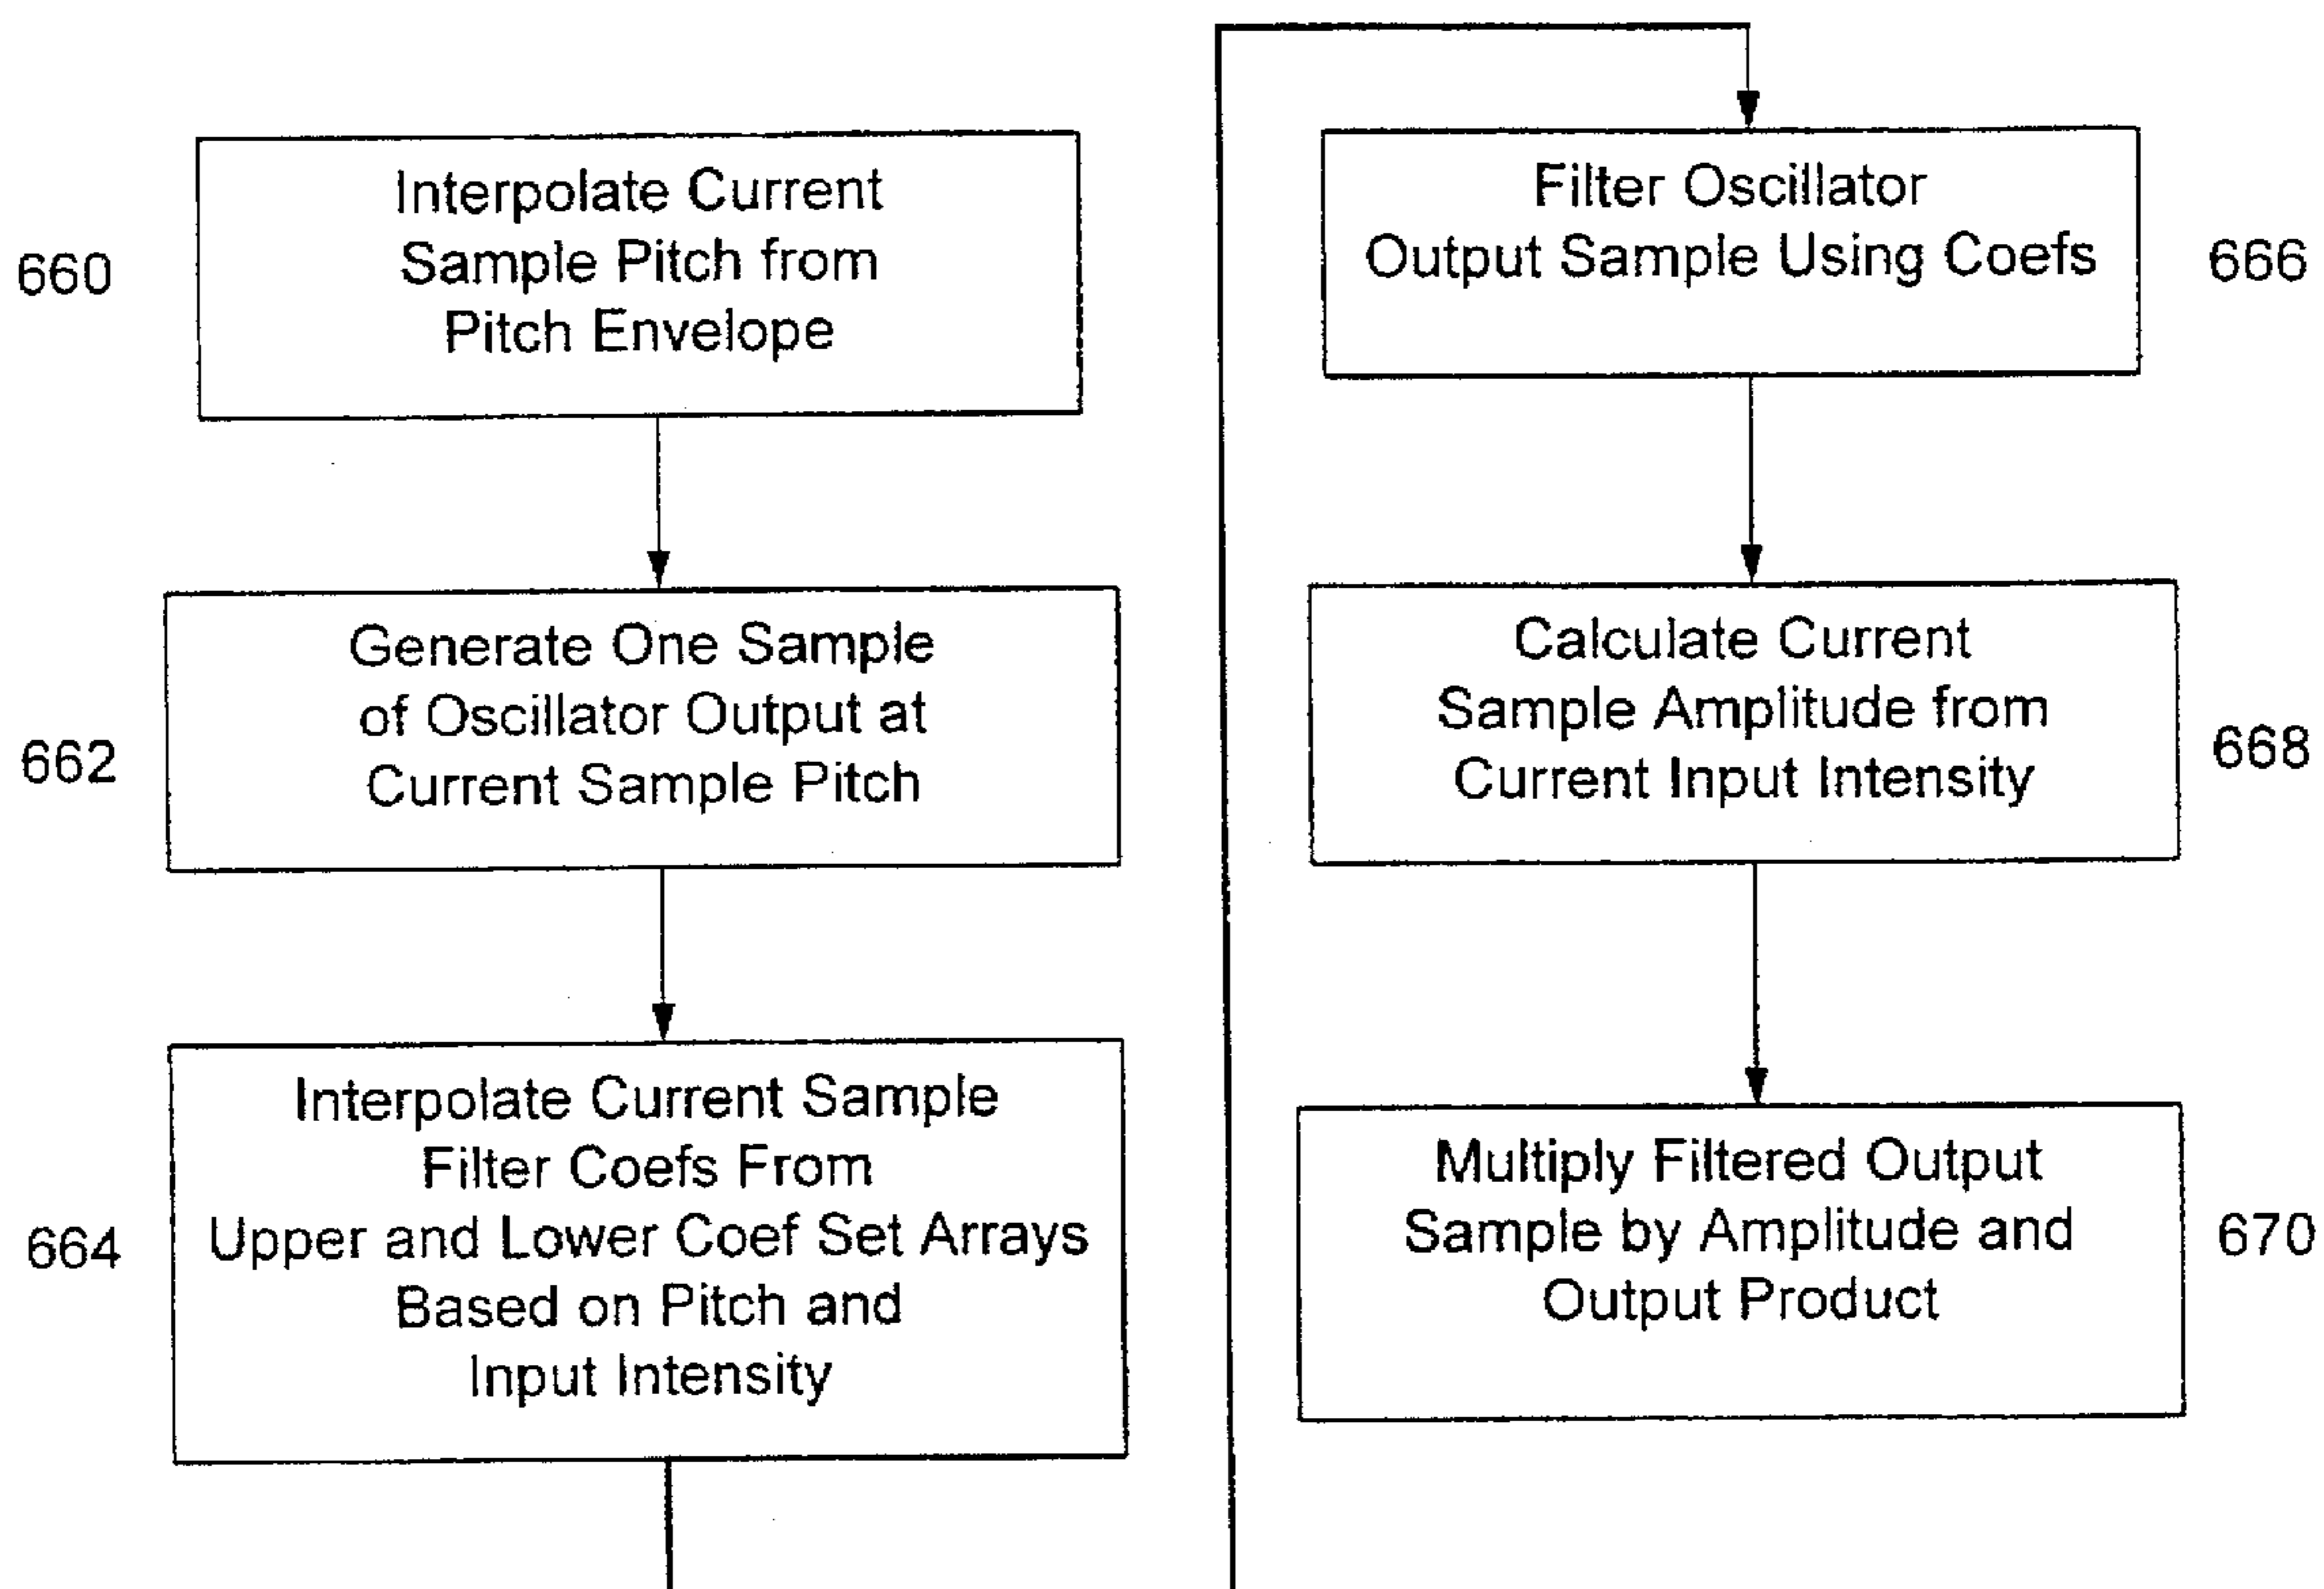 660
Interpolate Current
Sample Pitch from
Pitch Envelope
662
Generate One Sample
of Oscillator Output at
Current Sample Pitch
664
Interpolate Current Sample
Filter Coefs From
Upper and Lower Coef Set Arrays
Based on Pitch and
Input Intensity
Filter Oscillator
Output Sample Using Coefs
666
Calculate Current
Sample Amplitude from
Current Input Intensity
668
Multiply Filtered Output
Sample by Amplitude and
Output Product
670